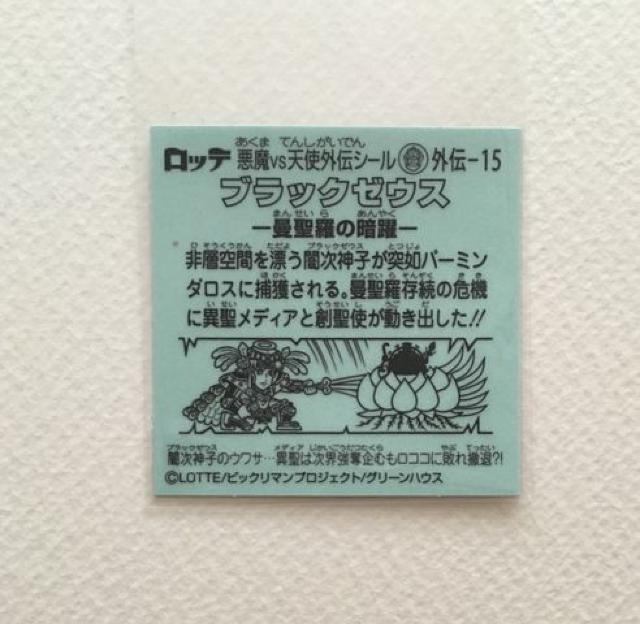 あくま てんしがいでん
ロッテ 悪魔VS天使外伝シール 外伝-15
ブラックゼウス
まんせいら あんやく
ー曼聖羅の暗躍ー
ひそうくうかん ただよ ブラックゼウス とつじょ
非層空間を漂う闇次神子が突如バーミン
ほかく まんせいらそんぞく きき
ダロスに捕獲される。曼聖羅存続の危機
いせい そうせいし うご だ
に異聖メディアと創聖使が動き出した!!
ブラックゼウス メディア じかいごうだつたくら やぶ てったい
闇次神子のウワサ…異聖は次界強奪企むもロココに敗れ撤退?!
©LOTTE/ビックリマンプロジェクト/グリーンハウス